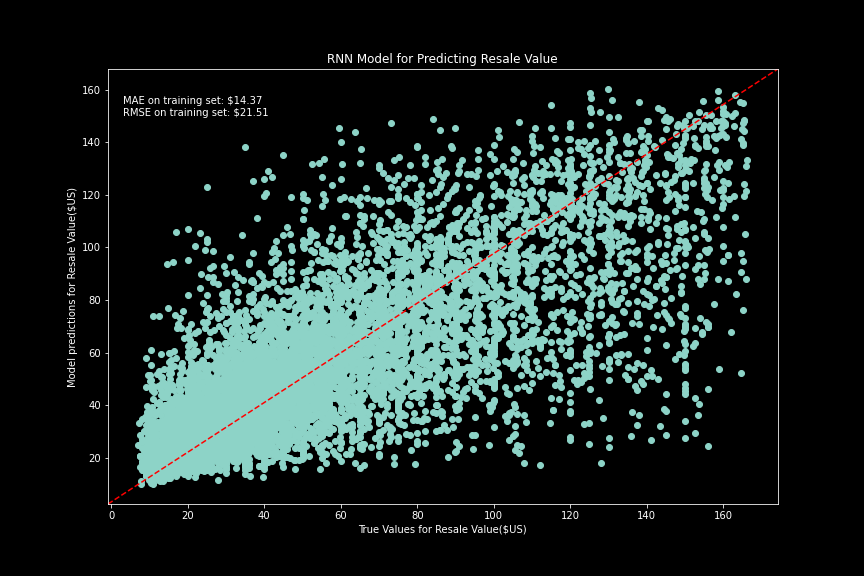 RNN Model for Predicting Resale Value
MAE on training set: $14.37
RMSE on training set: $21.51
Model predictions for Resale Value($US)
160
140
120
100
80
60
40
20
0 20 40 60 80 100 120 140 160
True Values for Resale Value($US)